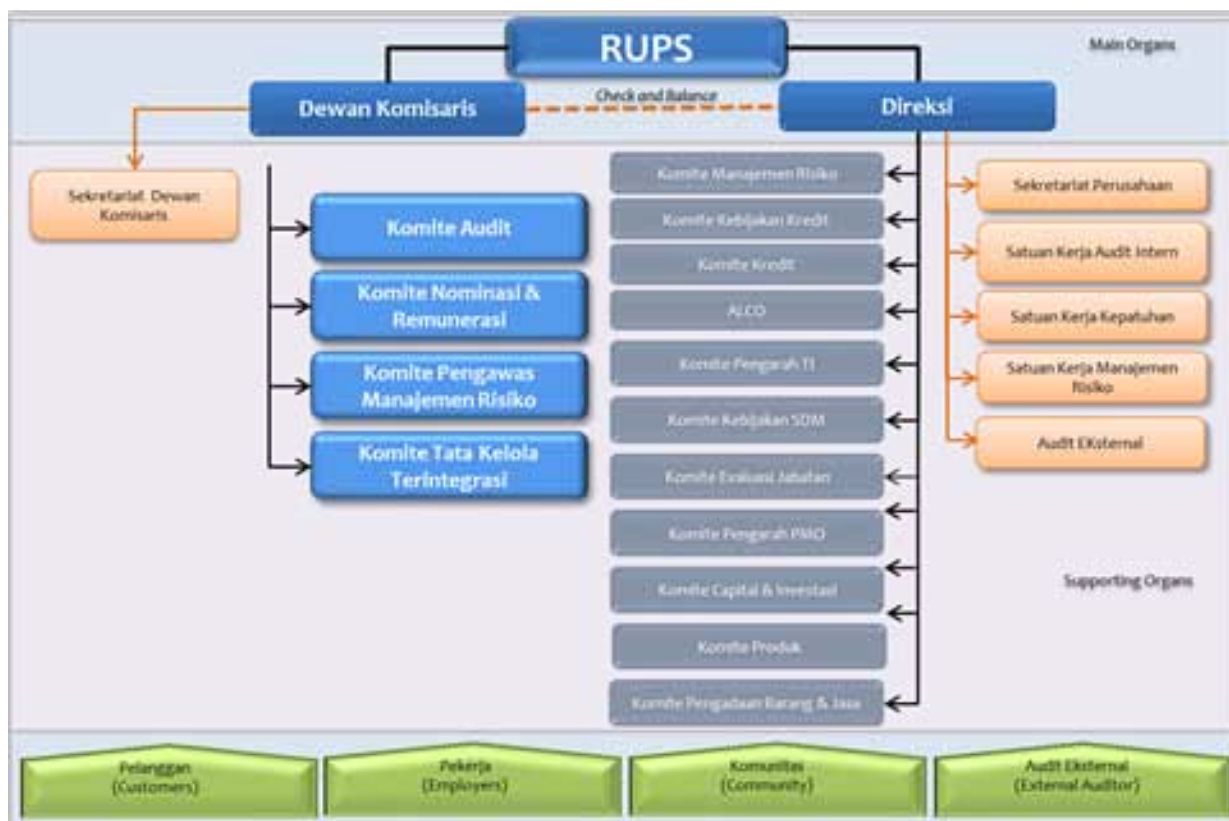 RUPS
Main Organs
Dewan Komisaris
Check and Balance
Direksi
Sekretariat Dewan
Komisaris
Komite Audit
Komite Nominasi &
Remunerasi
Komite Pengawas
Manajemen Risiko
Komite Tata Kelola
Terintegrasi
Komite Manajemen Risiko
Komite Kebijakan Kredit
Komite Kredit
ALCO
Komite Pengarah TI
Komite Kebijakan SDM
Komite Evaluasi Jabatan
Komite Pengarah PMO
Komite Capital & Investasi
Komite Produk
Komite Pengadaan Barang & Jasa
Sekretariat Perusahaan
Satuan Kerja Audit Intern
Satuan Kerja Kepatuhan
Satuan Kerja Manajemen
Risiko
Audit EKsternal
Supporting Organs
Pelanggan
(Customers)
Pekerja
(Employers)
Komunitas
(Community)
Audit Eksternal
(External Auditor)